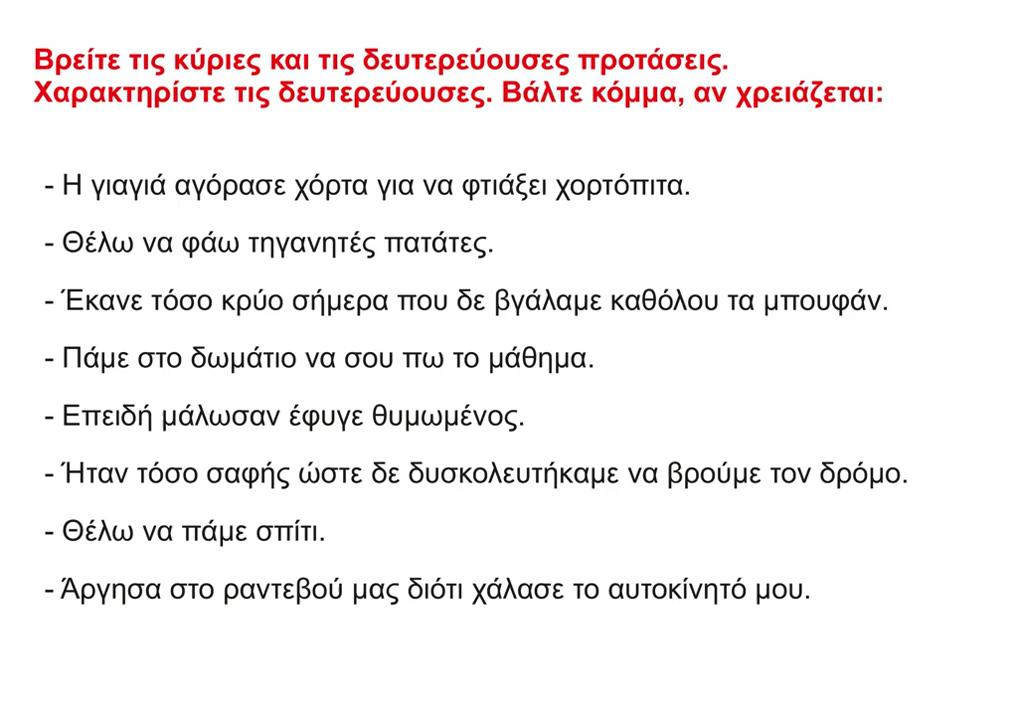 Βρείτε τις κύριες και τις δευτερεύουσες προτάσεις.
Χαρακτηρίστε τις δευτερεύουσες. Βάλτε κόμμα, αν χρειάζεται:
- Η γιαγιά αγόρασε χόρτα για να φτιάξει χορτόπιτα.
- Θέλω να φάω τηγανητές πατάτες.
- Έκανε τόσο κρύο σήμερα που δε βγάλαμε καθόλου τα μπουφάν.
- Πάμε στο δωμάτιο να σου πω το μάθημα.
- Επειδή μάλωσαν έφυγε θυμωμένος.
- Ήταν τόσο σαφής ώστε δε δυσκολευτήκαμε να βρούμε τον δρόμο.
- Θέλω να πάμε σπίτι.
- Άργησα στο ραντεβού μας διότι χάλασε το αυτοκίνητό μου.